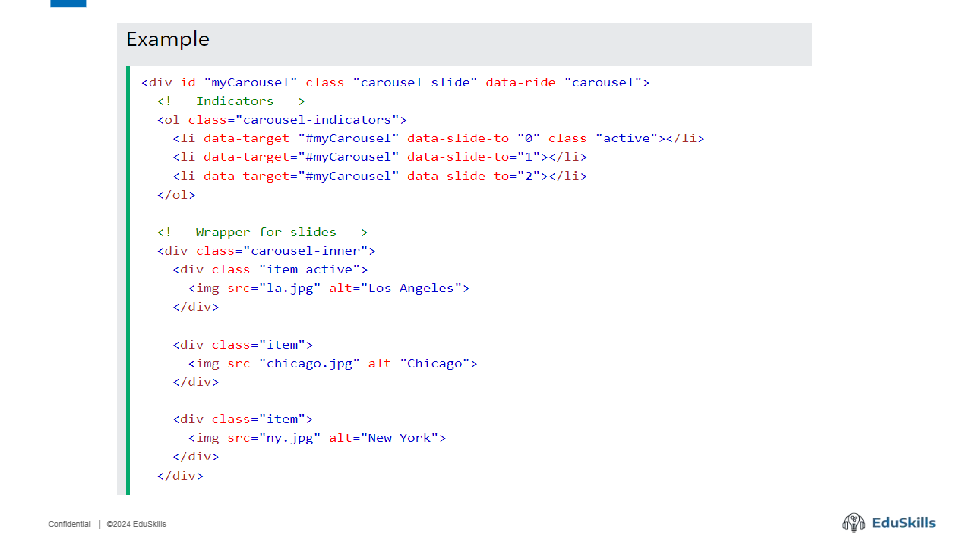 Example
<div id "myCarousel" class "carousel slide" data-ride "carousel">
<!   Indicators   >
<ol class="carousel-indicators">
<li data-target "#myCarousel" data-slide-to "0" class "active"></li>
<li data-target="#myCarousel" data-slide-to="1"></li>
<li data target="#myCarousel" data slide to="2"></li>
</ol>
<!   Wrapper for slides   >
<div class="carousel-inner">
<div class "item active">
<img src="la.jpg" alt="Los Angeles">
</div>
<div class="item">
<img src "chicago.jpg" alt "Chicago">
</div>
<div class="item">
<img src="ny.jpg" alt="New York">
</div>
</div>
Confidential | ©2024 EduSkills
EduSkills